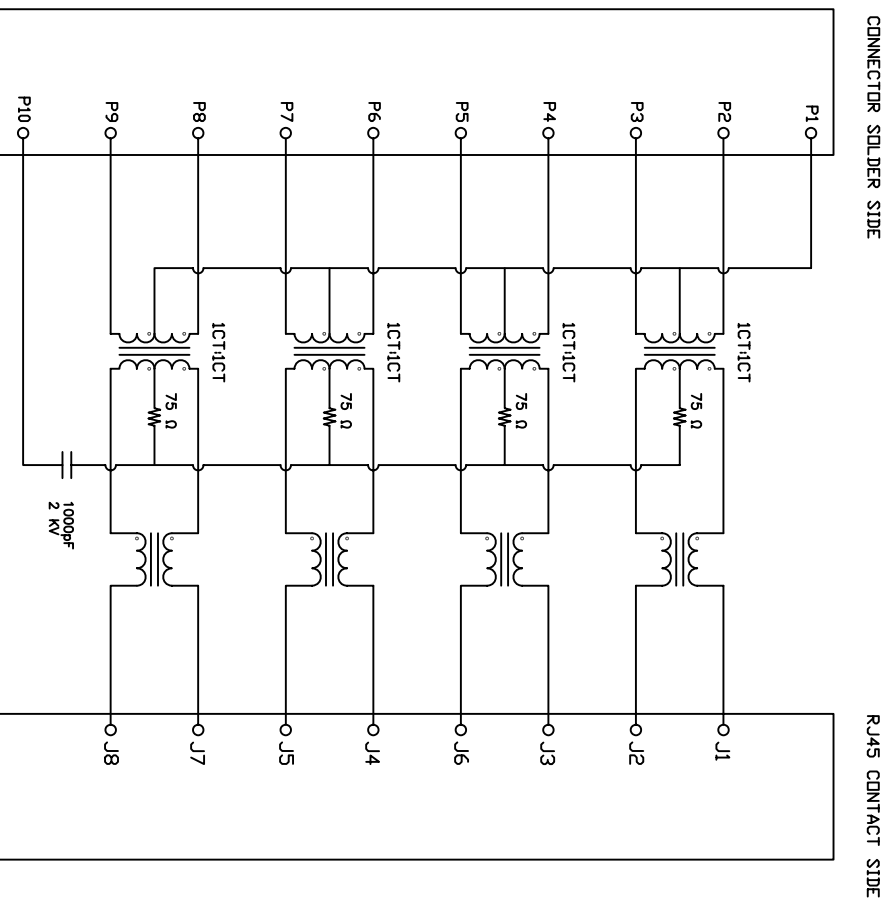 CONNECTOR SOLDER SIDE
P1
P2
P3
P4
P5
P6
P7
P8
P9
P10
1CT:1CT
1CT:1CT
1CT:1CT
1CT:1CT
75 Ω
75 Ω
75 Ω
75 Ω
1000pF
2 KV
RJ45 CONTACT SIDE
J1
J2
J3
J6
J4
J5
J7
J8